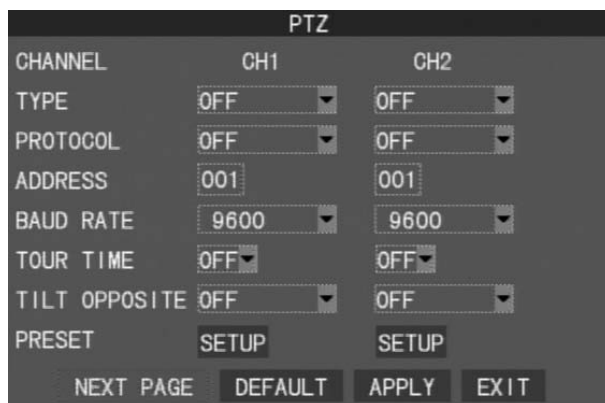 PTZ
CHANNEL CH1 CH2
TYPE OFF OFF
PROTOCOL OFF OFF
ADDRESS 001 001
BAUD RATE 9600 9600
TOUR TIME OFF OFF
TILT OPPOSITE OFF OFF
PRESET SETUP SETUP
NEXT PAGE DEFAULT APPLY EXIT